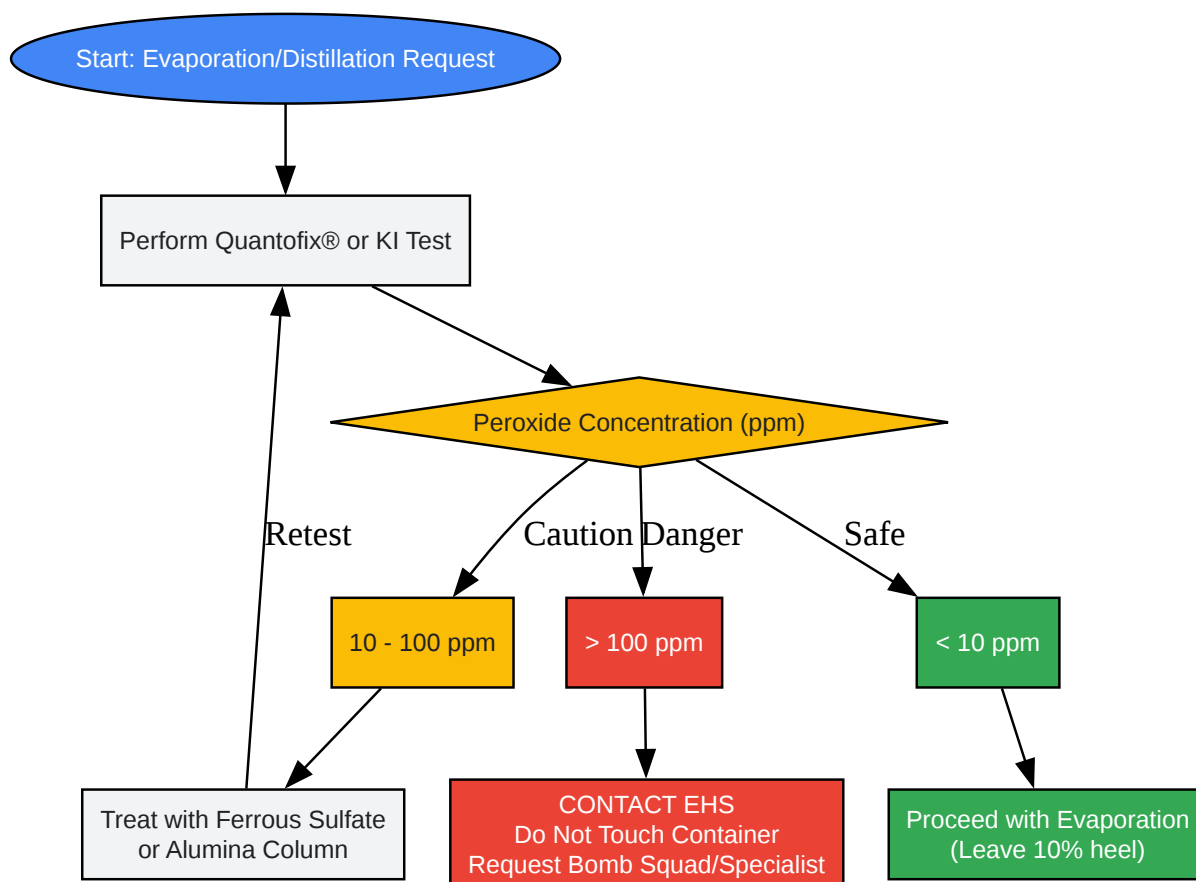 Start: Evaporation/Distillation Request
Perform Quantofix® or KI Test
Peroxide Concentration (ppm)
Retest
Caution
Danger
Safe
10 - 100 ppm
> 100 ppm
< 10 ppm
Treat with Ferrous Sulfate
or Alumina Column
CONTACT EHS
Do Not Touch Container
Request Bomb Squad/Specialist
Proceed with Evaporation
(Leave 10% heel)